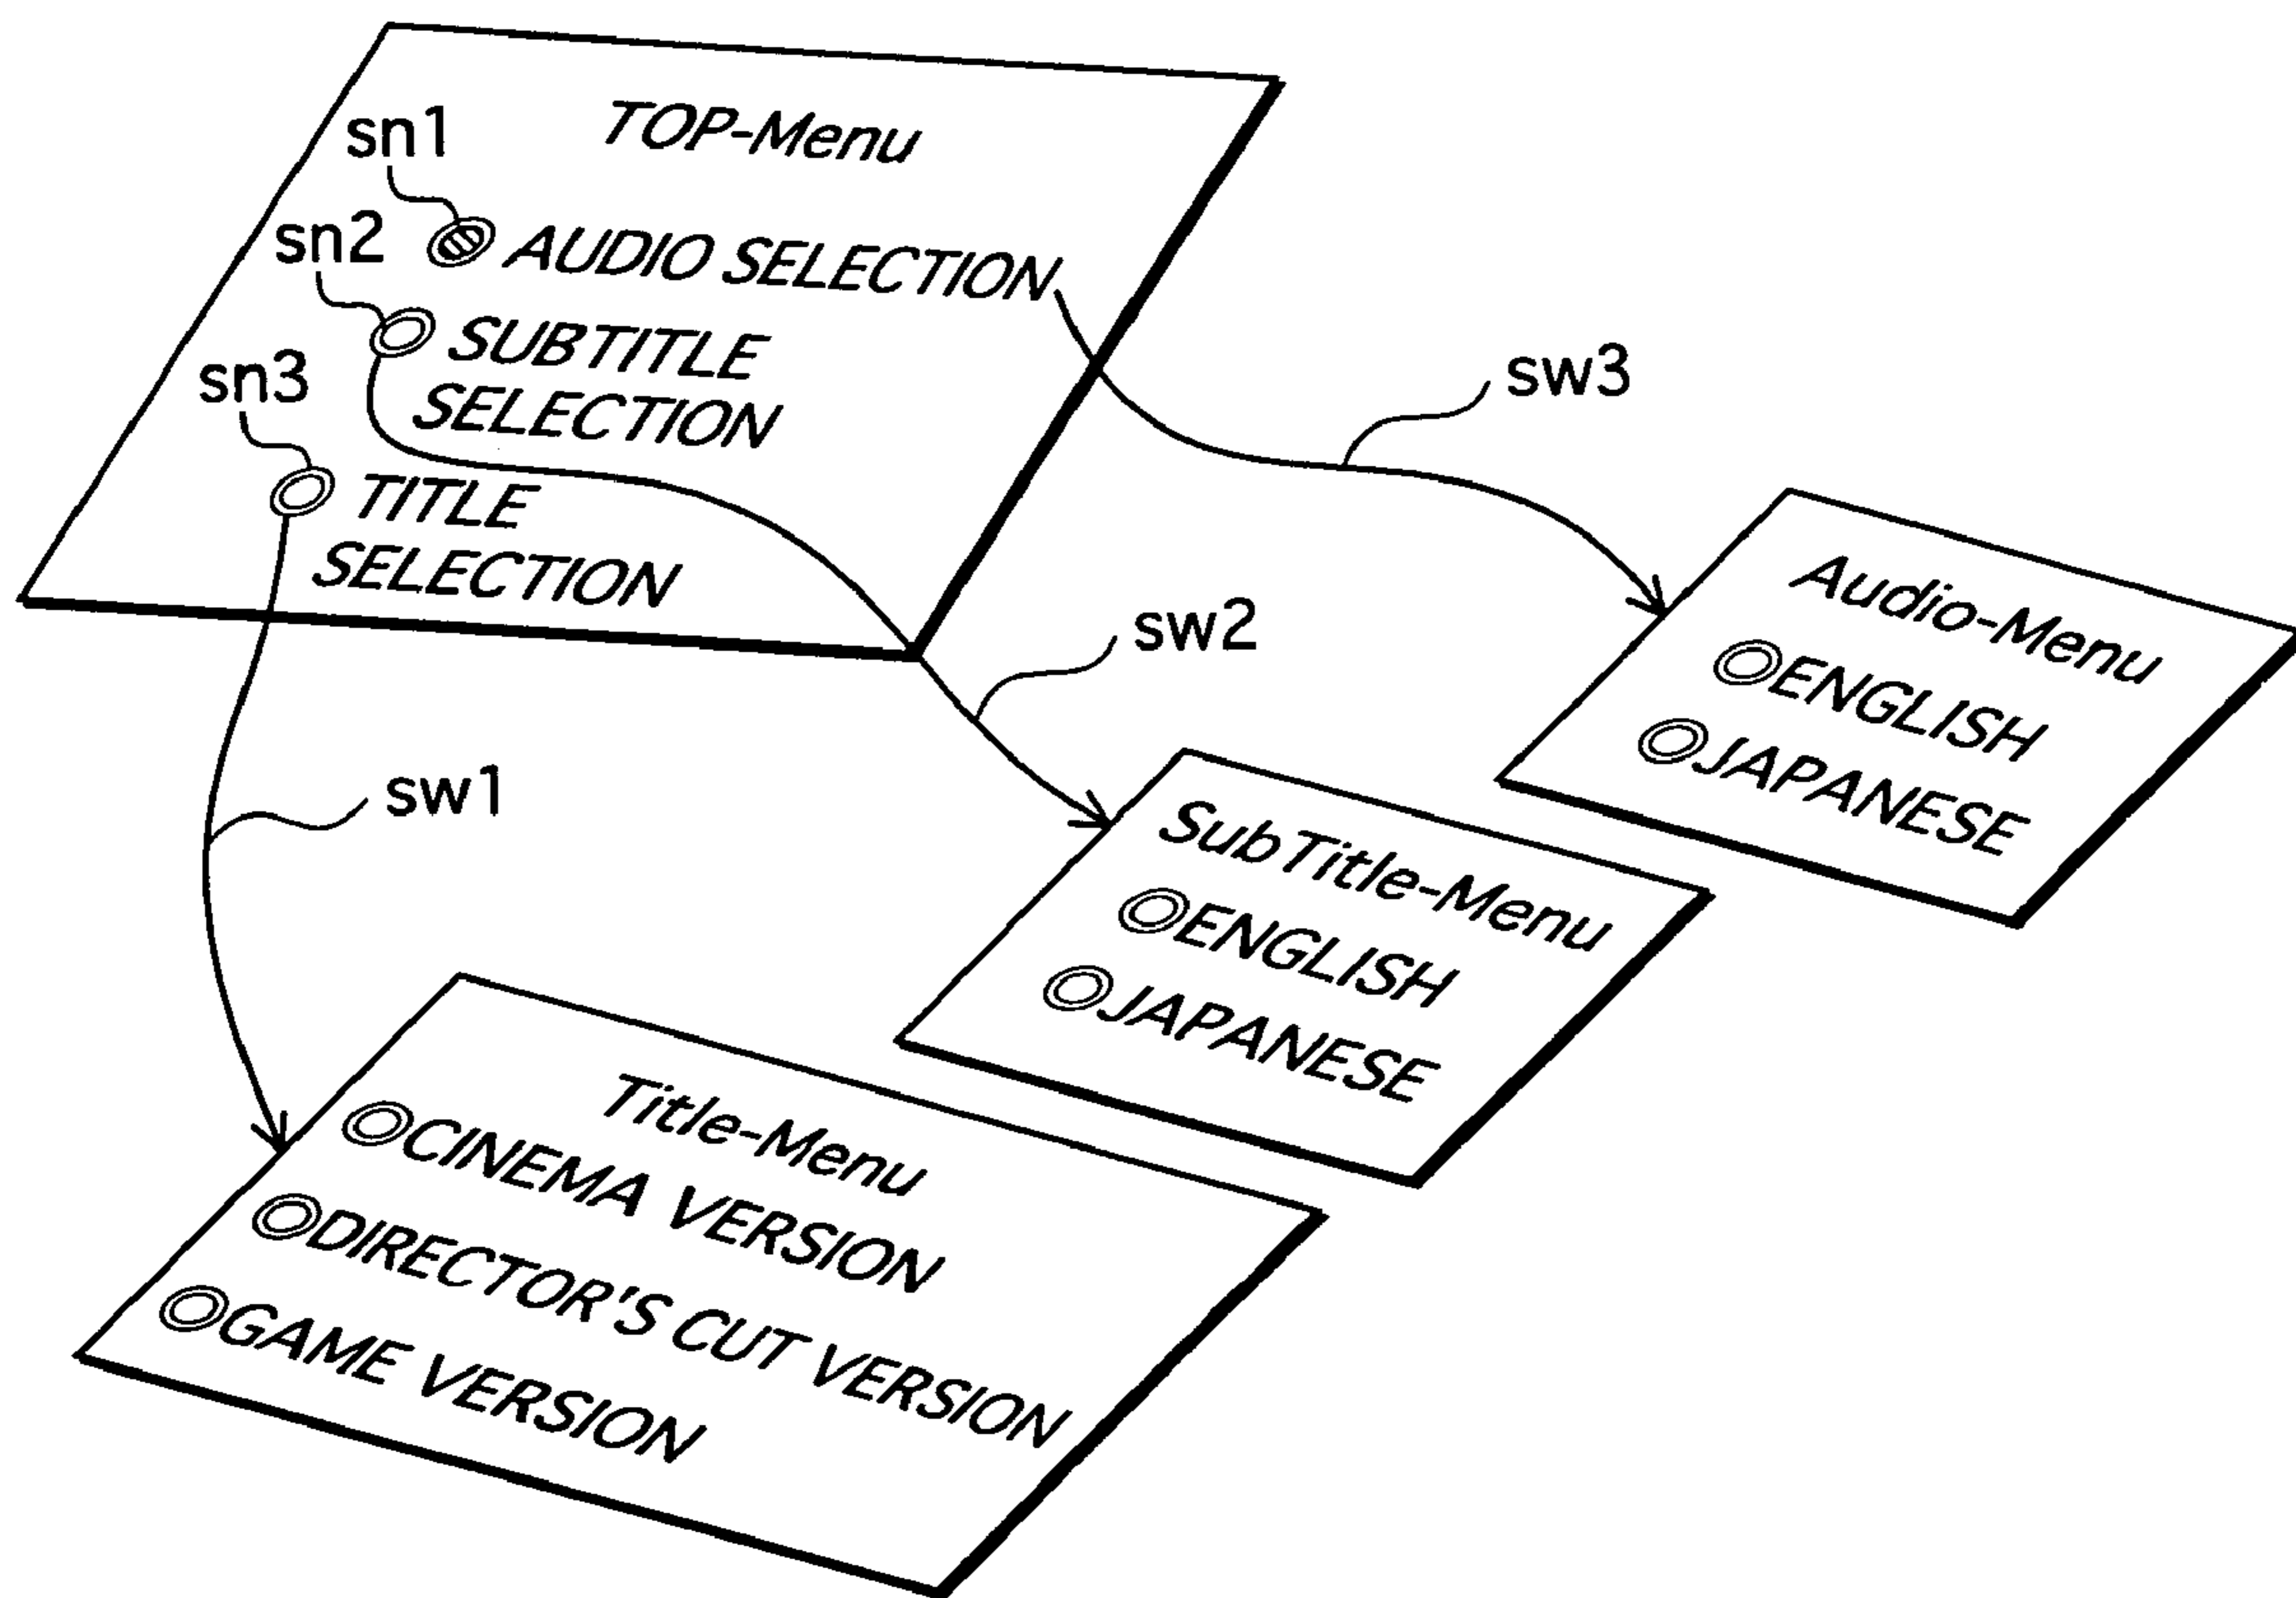 TOP-Menu
sn1
AUDIO SELECTION
sn2
SUBTITLE
SELECTION
sn3
TITLE
SELECTION
sw3
sw2
sw1
Audio-Menu
ENGLISH
JAPANESE
SubTitle-Menu
ENGLISH
JAPANESE
Title-Menu
CINEMA VERSION
DIRECTOR'S CUT VERSION
GAME VERSION